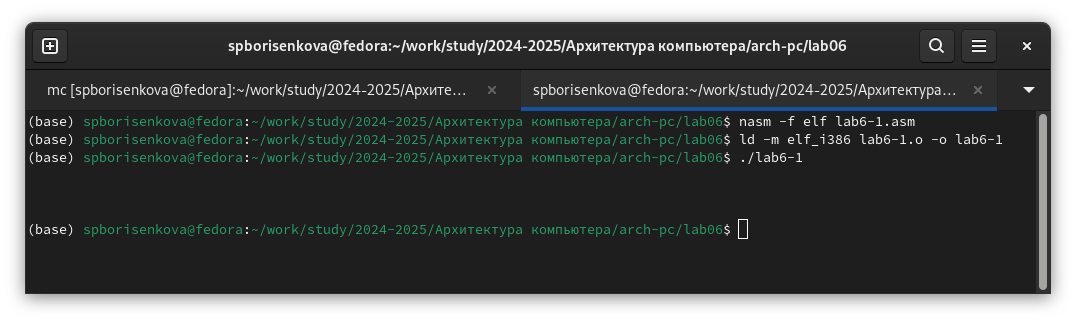 spborisenkova@fedora:~/work/study/2024-2025/Архитектура компьютера/arch-pc/lab06
mc [spborisenkova@fedora]:~/work/study/2024-2025/Архите...
spborisenkova@fedora:~/work/study/2024-2025/Архитектура...
(base) spborisenkova@fedora:~/work/study/2024-2025/Архитектура компьютера/arch-pc/lab06$ nasm -f elf lab6-1.asm
(base) spborisenkova@fedora:~/work/study/2024-2025/Архитектура компьютера/arch-pc/lab06$ ld -m elf_i386 lab6-1.o -o lab6-1
(base) spborisenkova@fedora:~/work/study/2024-2025/Архитектура компьютера/arch-pc/lab06$ ./lab6-1
(base) spborisenkova@fedora:~/work/study/2024-2025/Архитектура компьютера/arch-pc/lab06$